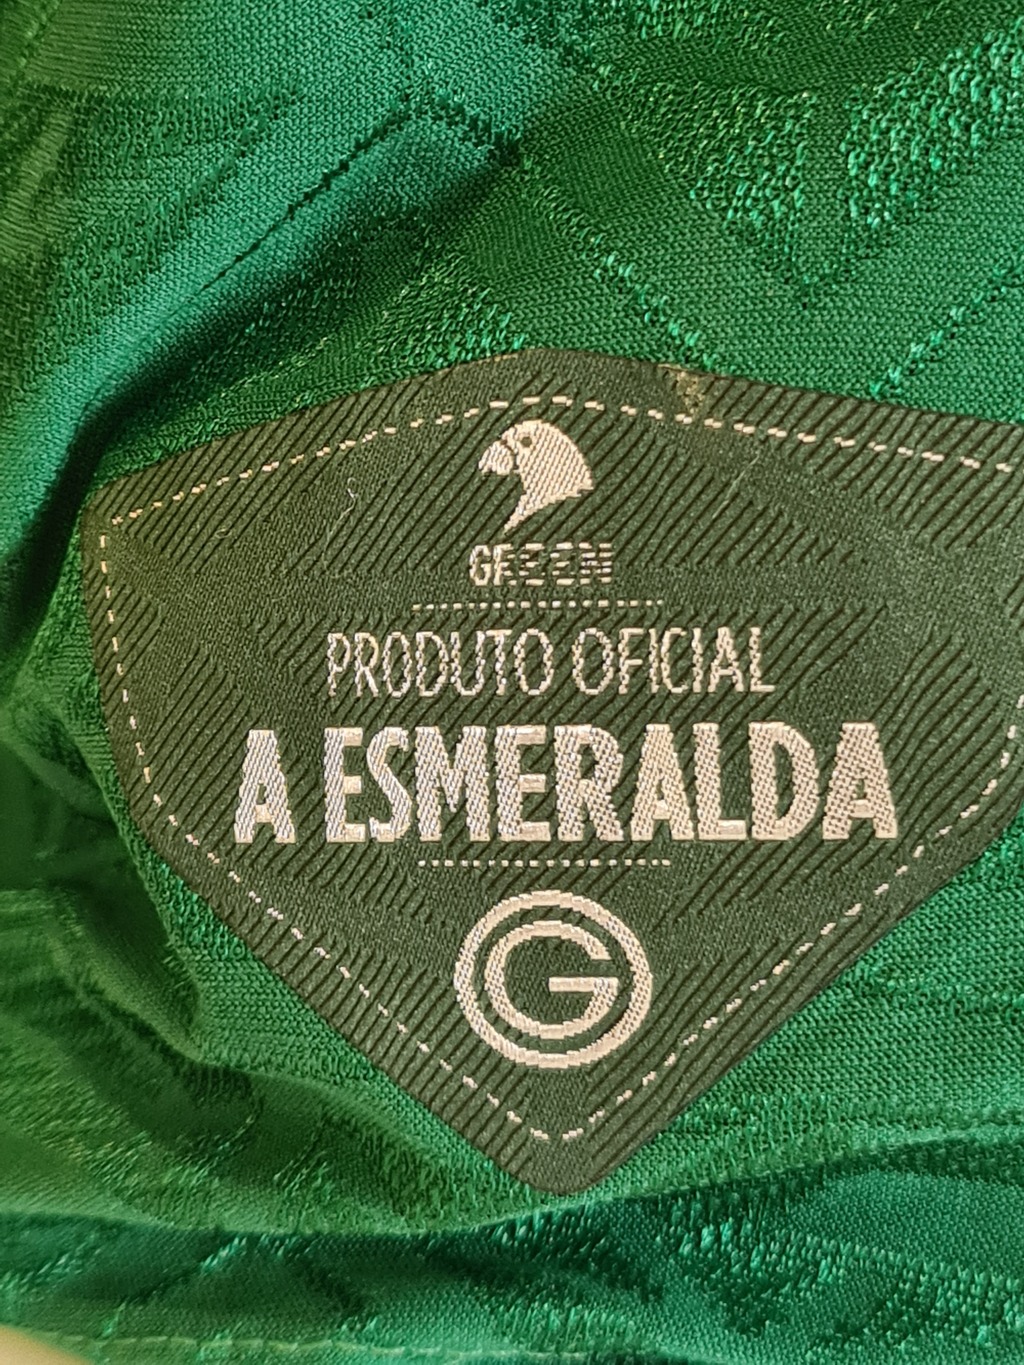 GREEN
PRODUTO OFICIAL
A ESMERALDA
G